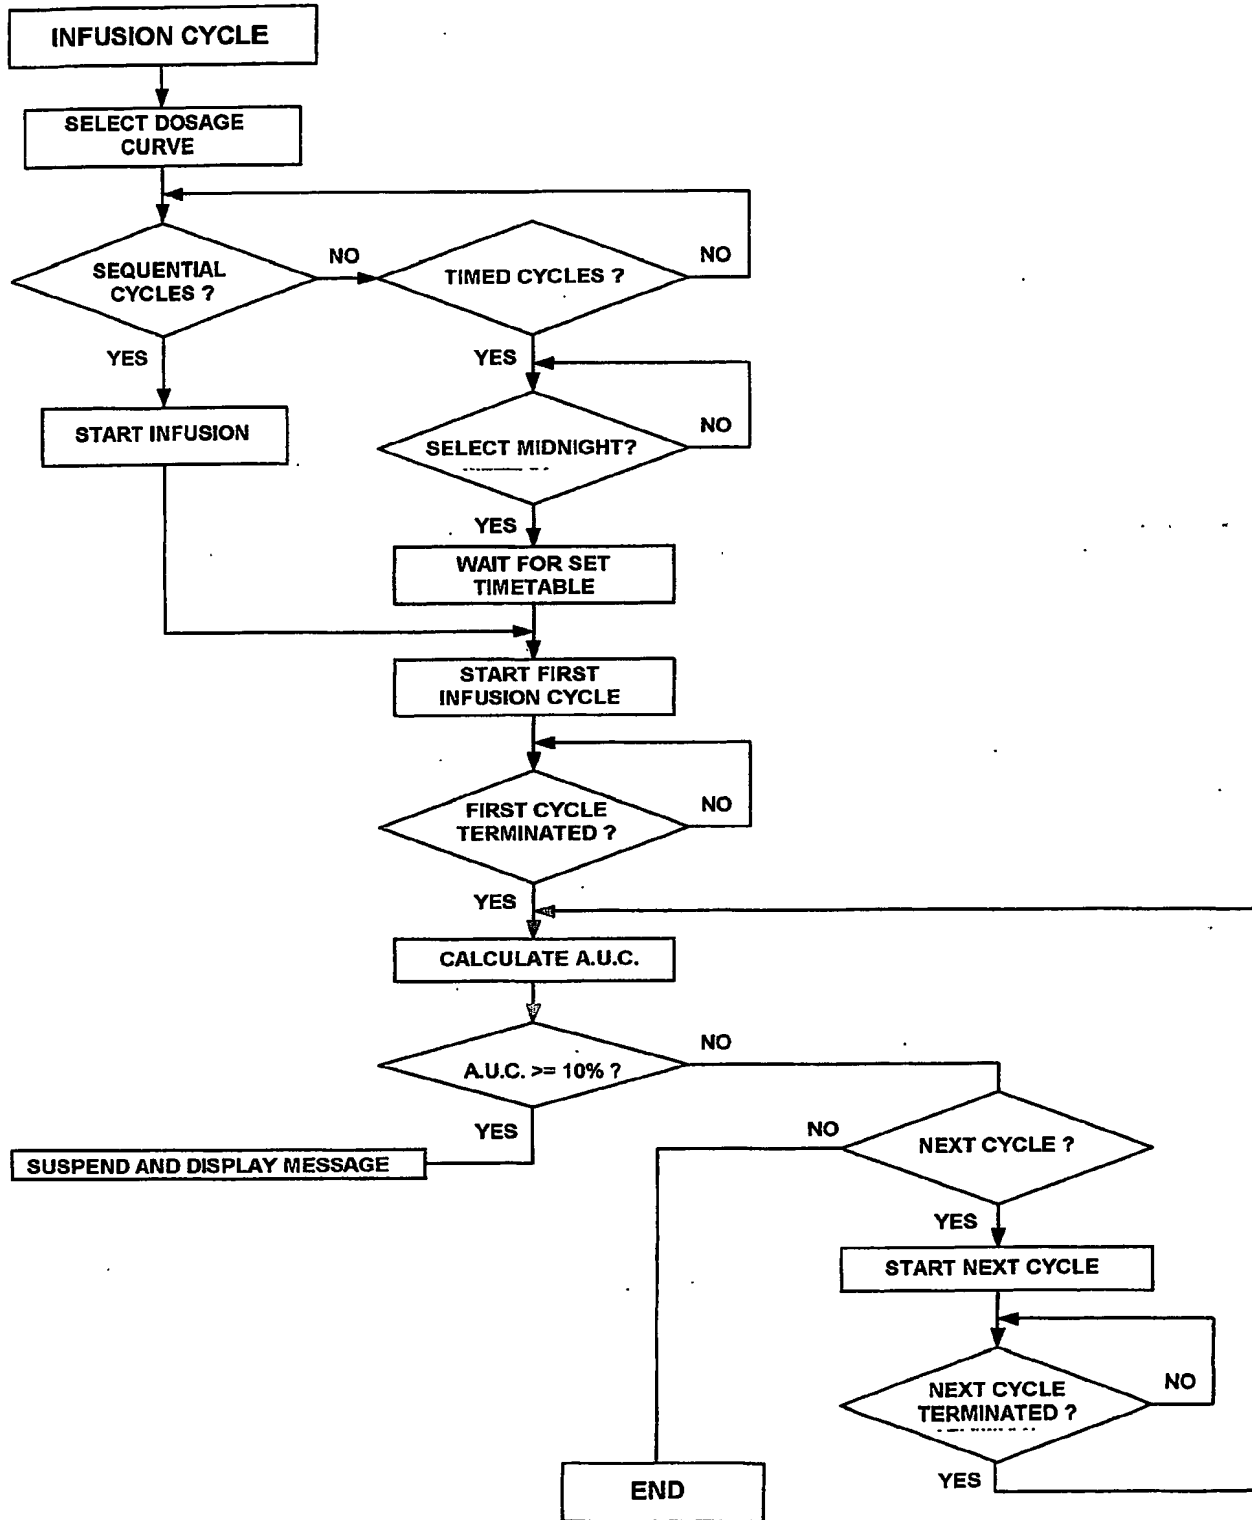 INFUSION CYCLE
SELECT DOSAGE
CURVE
SEQUENTIAL
CYCLES ?
NO
TIMED CYCLES ?
NO
YES
YES
START INFUSION
SELECT MIDNIGHT?
NO
YES
WAIT FOR SET
TIMETABLE
START FIRST
INFUSION CYCLE
FIRST CYCLE
TERMINATED ?
NO
YES
CALCULATE A.U.C.
A.U.C. >= 10% ?
NO
YES
SUSPEND AND DISPLAY MESSAGE
NO
NEXT CYCLE ?
YES
START NEXT CYCLE
NEXT CYCLE
TERMINATED ?
NO
YES
END